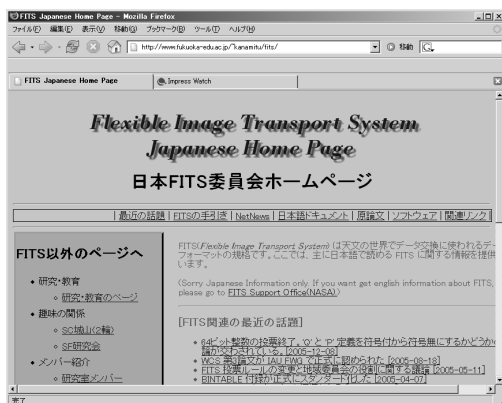 FITS Japanese Home Page - Mozilla Firefox
ファイル(F) 編集(E) 表示(V) 移動(G) ブックマーク(B) ツール(T) ヘルプ(H)
http://www.fukuoka-edu.ac.jp/~kanamitu/fits/ 移動
FITS Japanese Home Page Impress Watch
Flexible Image Transport System
Japanese Home Page
日本FITS委員会ホームページ
| 最近の話題 | FITSの手引き | NetNews | 日本語ドキュメント | 原論文 | ソフトウェア | 関連リンク |
FITS以外のページへ
研究・教育
研究・教育のページ
趣味の関係
SC城山(2輪)
SF研究会
メンバー紹介
研究室メンバー
FITS(Flexible Image Transport System) は天文の世界でデータ交換に使われるデー
フォーマットの規格です。ここでは、主に日本語で読める FITS に関する情報を提供
います。
(Sorry Japanese Information only. If you want get english information about FITS,
please go to FITS Support Office(NASA).)
[FITS関連の最近の話題]
64ビット整数の投票終了。'O' と 'P' 定義を符号付から符号無にするかどうか
論が交わされている。[2005-12-08]
WCS 第3論文が IAU FWG で正式に認められた [2005-08-18]
FITS 投票ルールの変更と地域委員会の役割に関する議論 [2005-05-11]
BINTABLE 付録が正式にスタンダード化した [2005-04-07]
完了